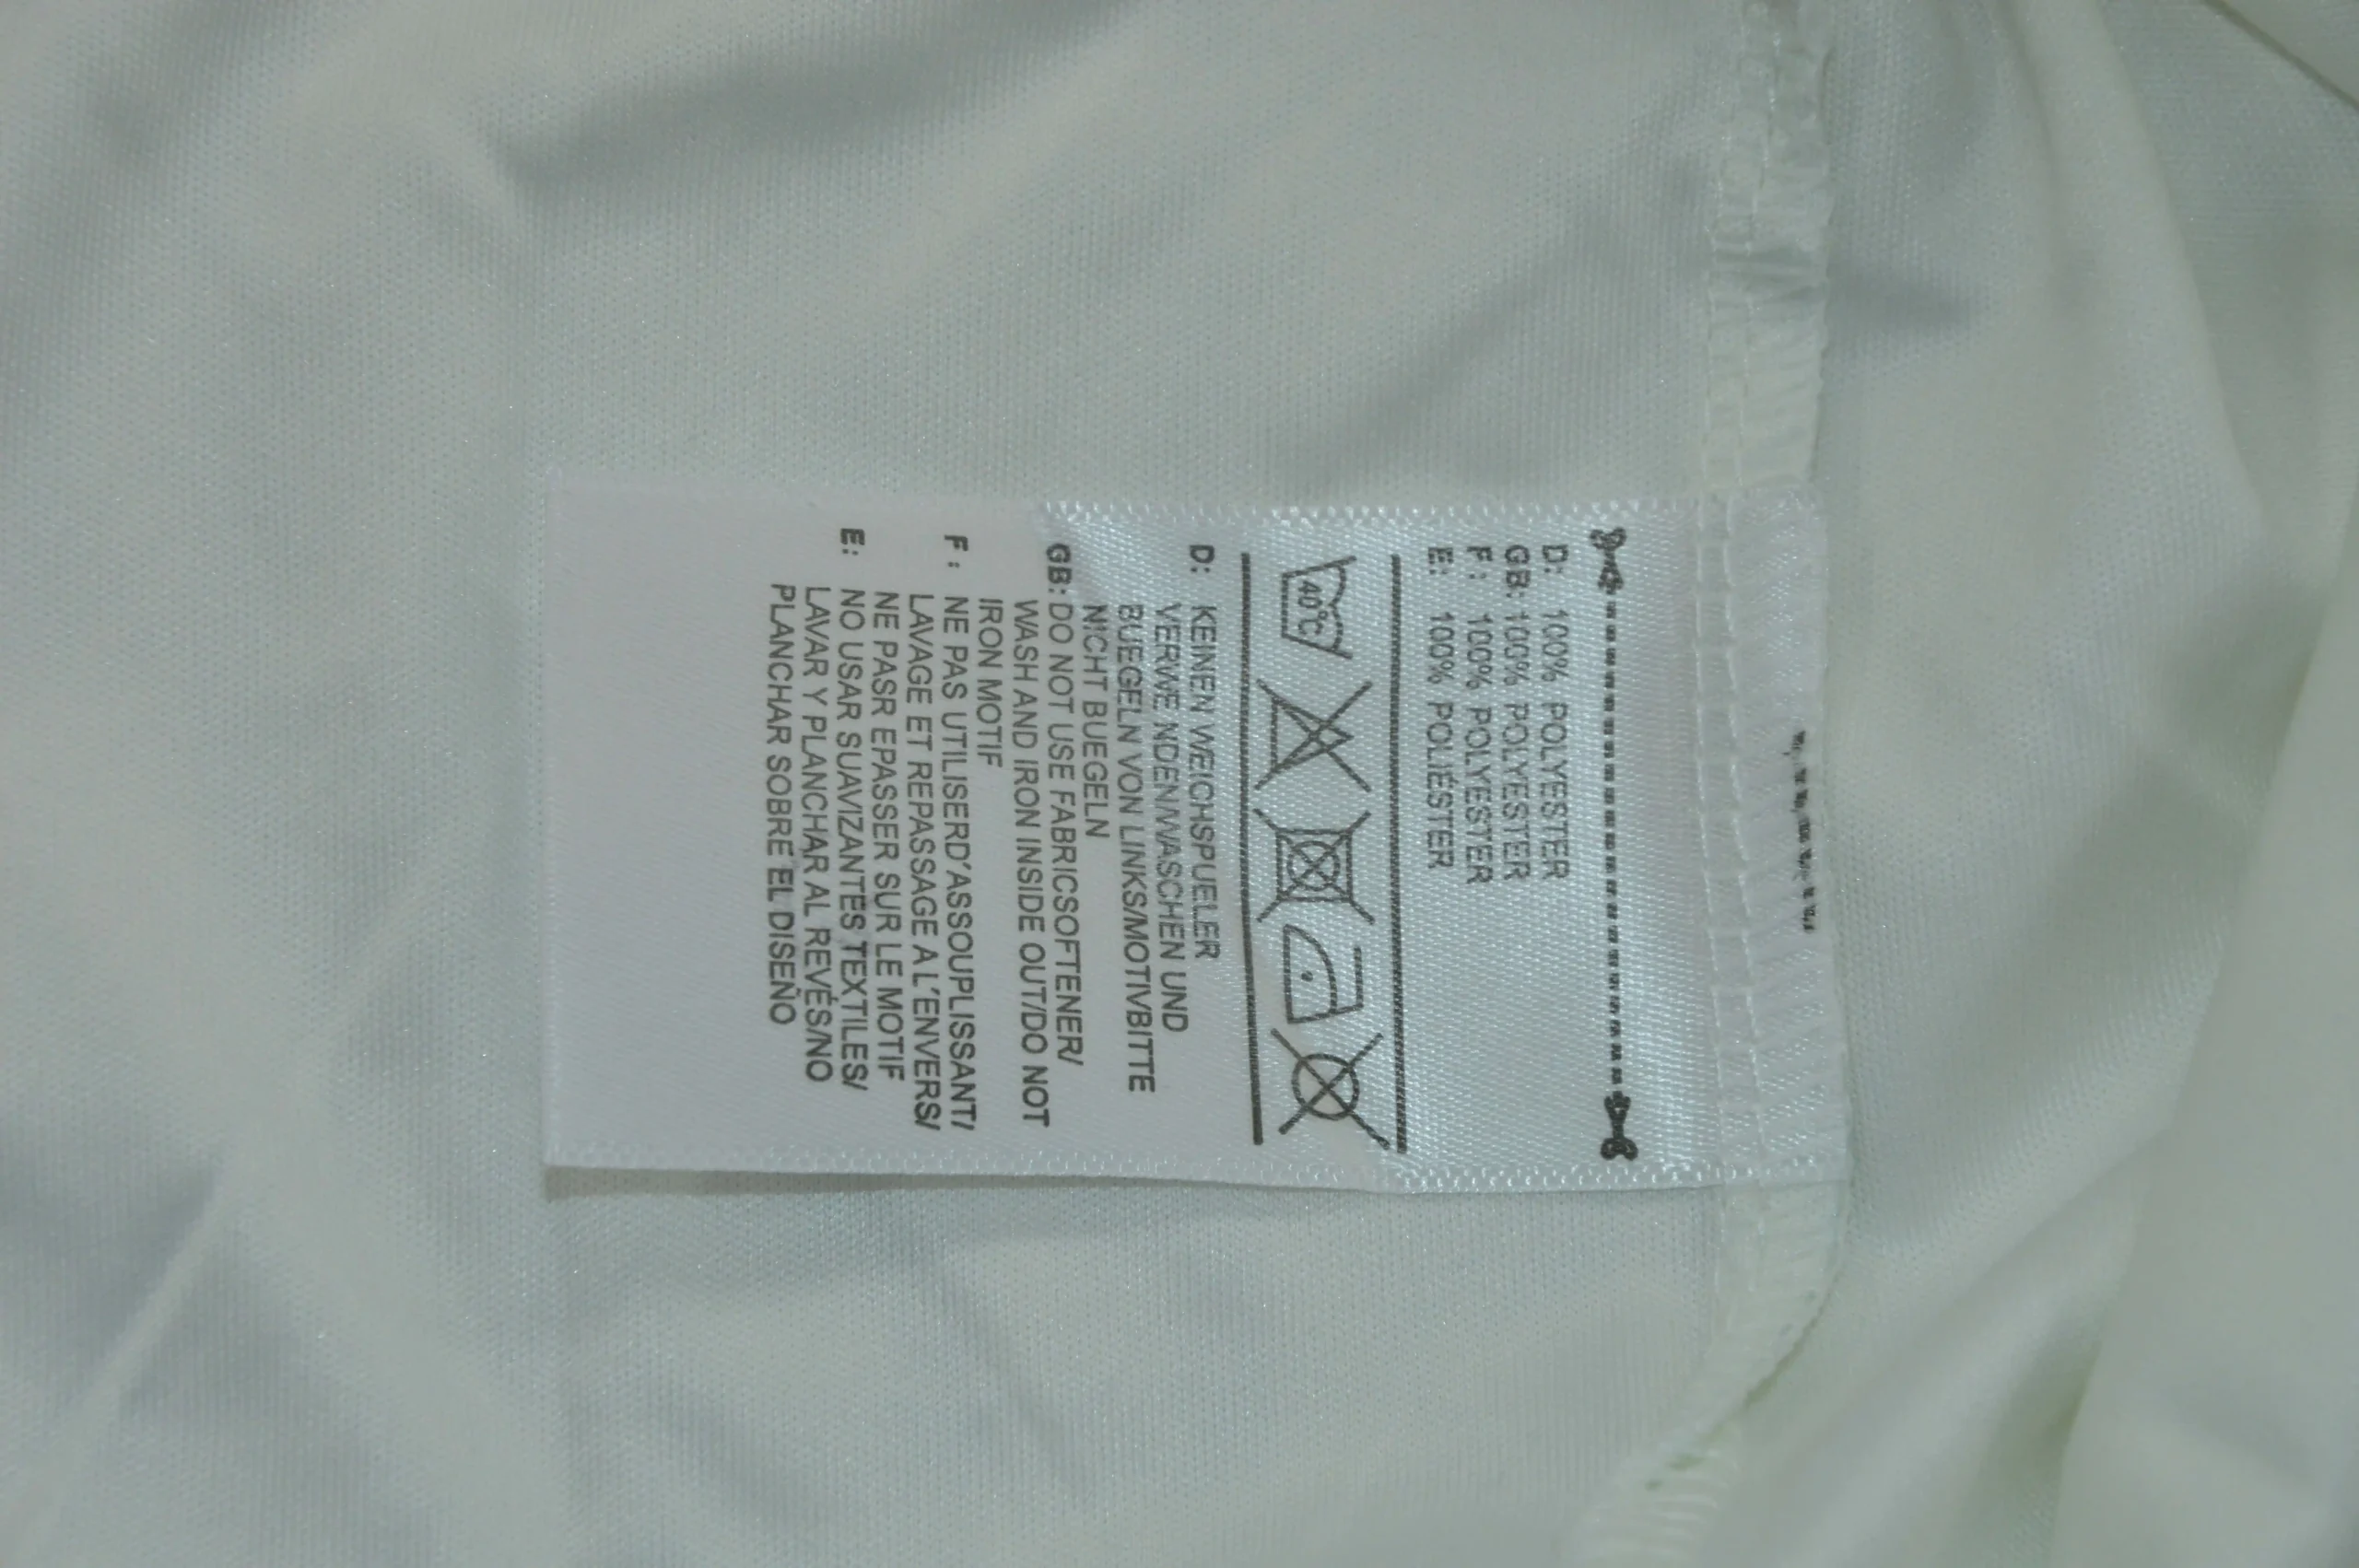 D: 100% POLYESTER
GB: 100% POLYESTER
F: 100% POLYESTER
E: 100% POLIÉSTER
40°C
D: KEINEN WEICHSPUELER
VERWE NDENWASCHEN UND
BUEGELN VON LINKS/MOTIVBITTE
NICHT BUEGELN
GB: DO NOT USE FABRICSOFTENER/
WASH AND IRON INSIDE OUT/DO NOT
IRON MOTIF
F: NE PAS UTILISERD'ASSOUPLISSANT/
LAVAGE ET REPASSAGE A L'ENVERS/
NE PASR EPASSER SUR LE MOTIF
E: NO USAR SUAVIZANTES TEXTILES/
LAVAR Y PLANCHAR AL REVÉS/NO
PLANCHAR SOBRE EL DISEÑO